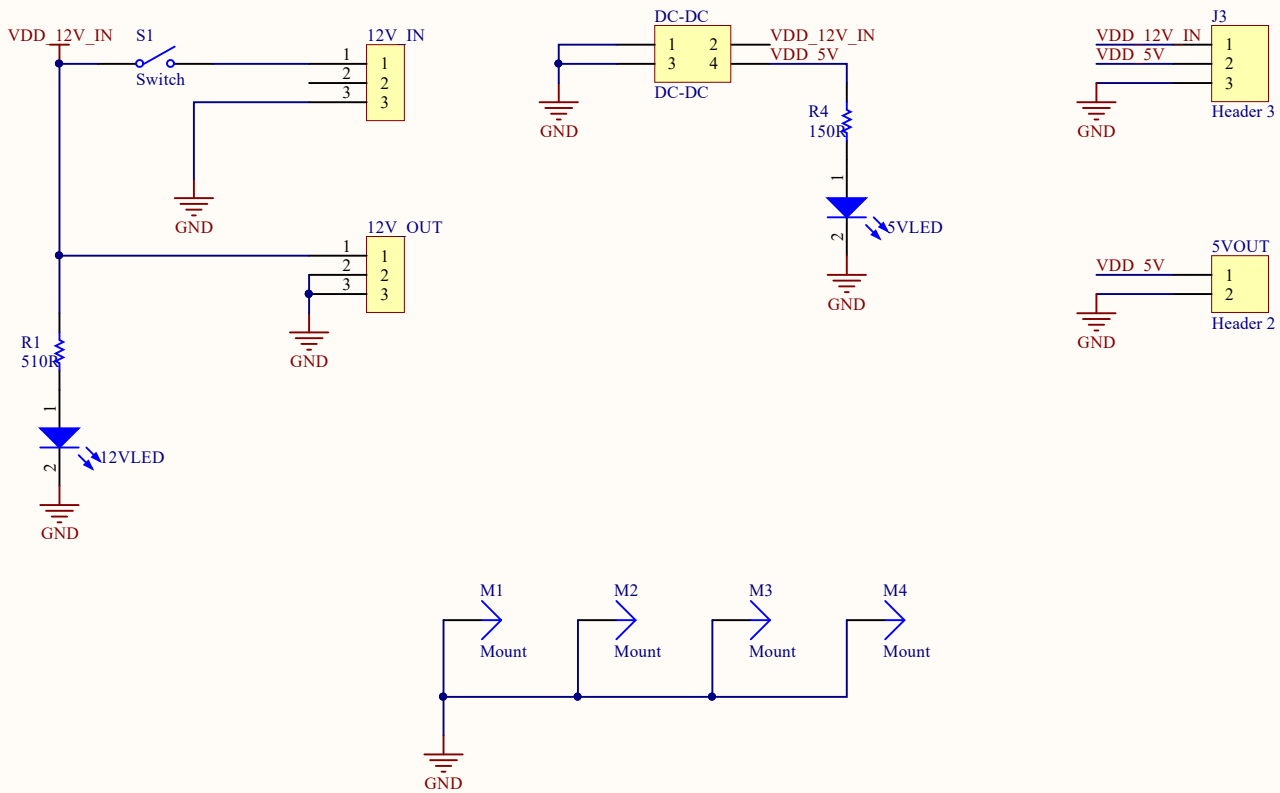 VDD_12V_IN
S1
Switch
12V_IN
1
2
3
1
2
3
GND
12V_OUT
1
2
3
1
2
3
GND
R1
510R
1
2
12VLED
GND
DC-DC
1
2
3
4
DC-DC
VDD_12V_IN
VDD_5V
GND
R4
150R
1
2
5VLED
GND
J3
VDD_12V_IN
VDD_5V
1
2
3
Header 3
GND
5VOUT
VDD_5V
1
2
Header 2
GND
M1
Mount
M2
Mount
M3
Mount
M4
Mount
GND